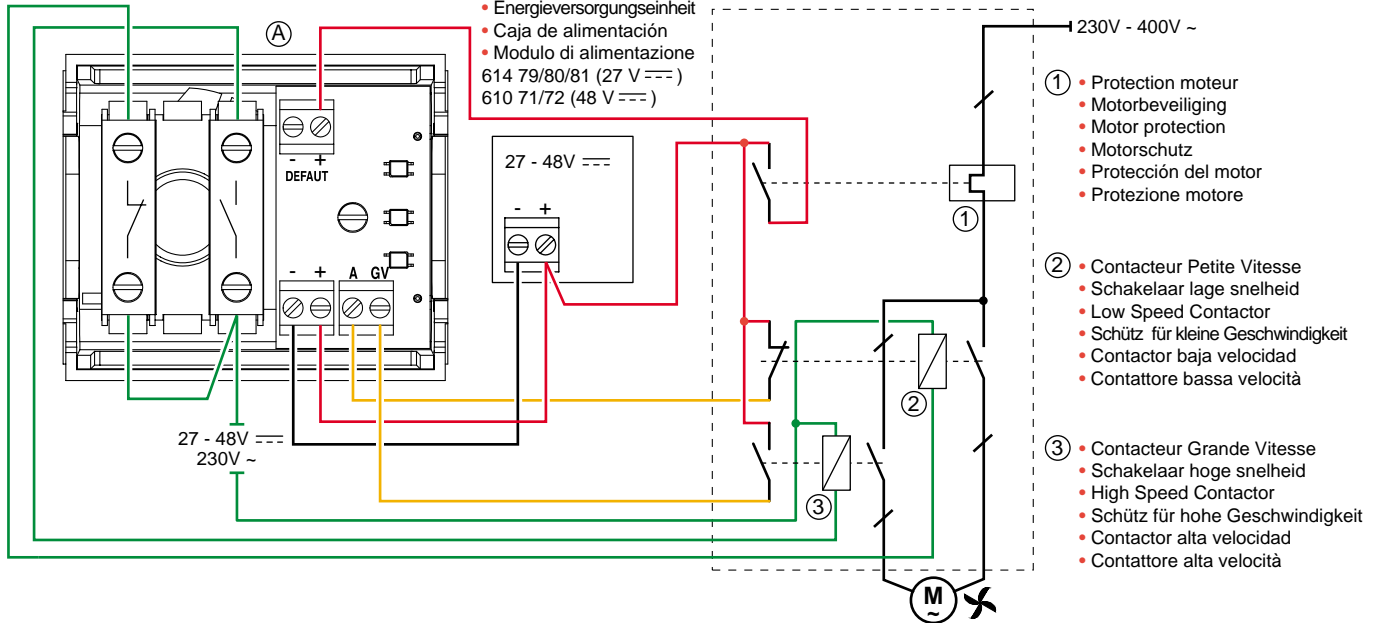 • Energieversorgungseinheit
• Caja de alimentación
• Modulo di alimentazione
614 79/80/81 (27 V ⎓)
610 71/72 (48 V ⎓)
A
- +
DEFAUT
- + A GV
27 - 48V ⎓
- +
27 - 48V ⎓
230V ~
230V - 400V ~
1
2
3
M
~
① • Protection moteur
• Motorbeveiliging
• Motor protection
• Motorschutz
• Protección del motor
• Protezione motore
② • Contacteur Petite Vitesse
• Schakelaar lage snelheid
• Low Speed Contactor
• Schütz für kleine Geschwindigkeit
• Contactor baja velocidad
• Contattore bassa velocità
③ • Contacteur Grande Vitesse
• Schakelaar hoge snelheid
• High Speed Contactor
• Schütz für hohe Geschwindigkeit
• Contactor alta velocidad
• Contattore alta velocità